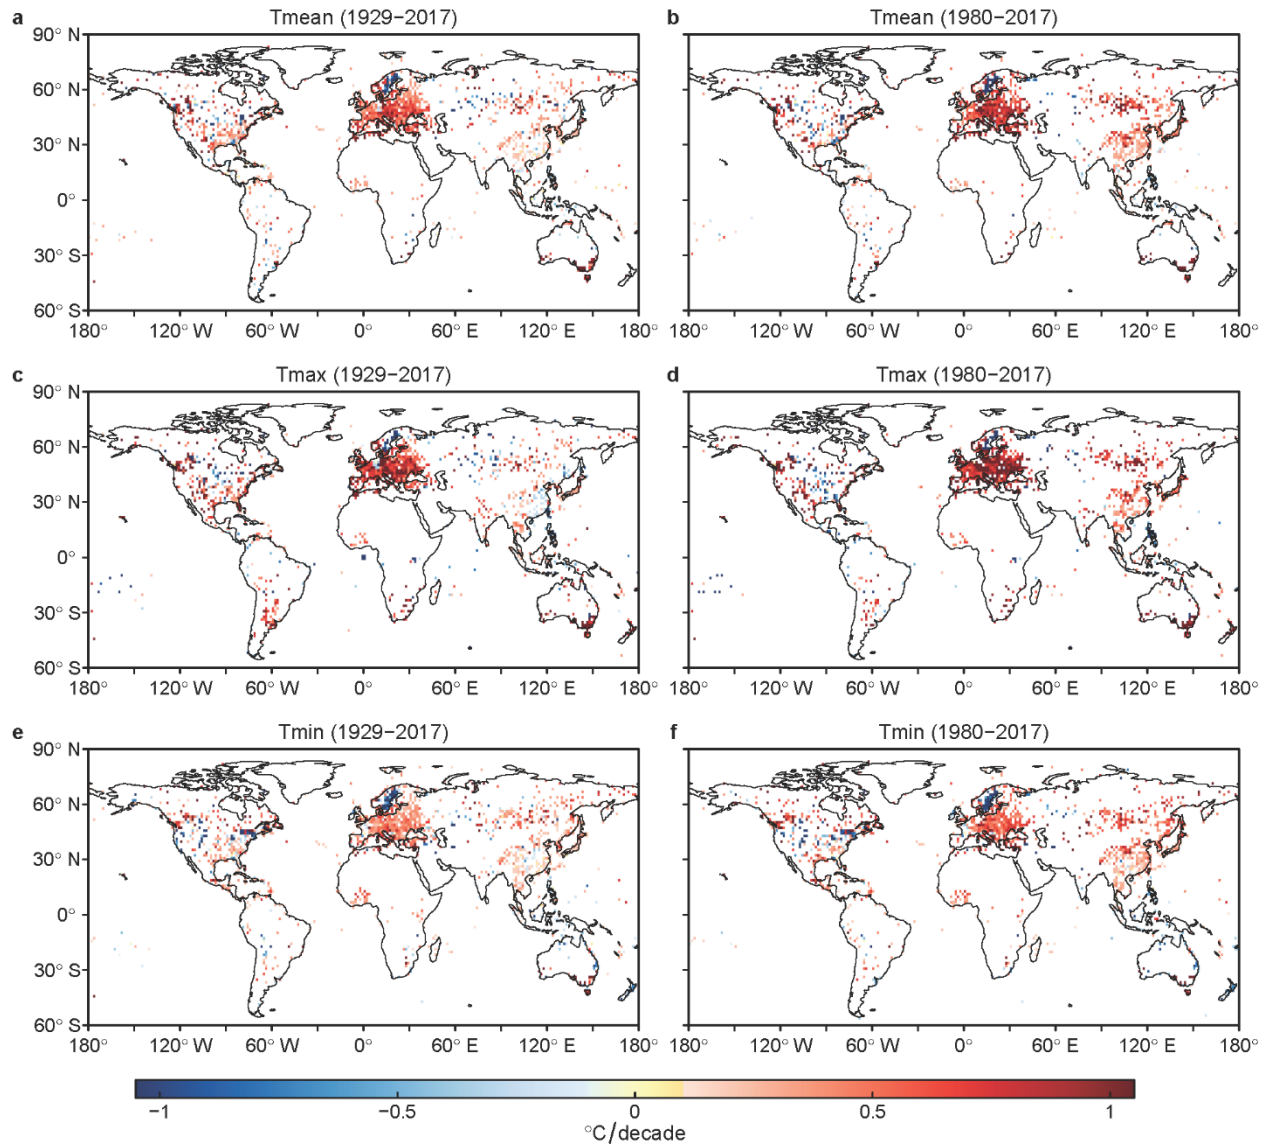 a Tmean (1929−2017) b Tmean (1980−2017)
90° N
60° N
30° N
0°
30° S
60° S
180° 120° W 60° W 0° 60° E 120° E 180° 180° 120° W 60° W 0° 60° E 120° E 180°
c Tmax (1929−2017) d Tmax (1980−2017)
90° N
60° N
30° N
0°
30° S
60° S
180° 120° W 60° W 0° 60° E 120° E 180° 180° 120° W 60° W 0° 60° E 120° E 180°
e Tmin (1929−2017) f Tmin (1980−2017)
90° N
60° N
30° N
0°
30° S
60° S
180° 120° W 60° W 0° 60° E 120° E 180° 180° 120° W 60° W 0° 60° E 120° E 180°
−1 −0.5 0 0.5 1
°C/decade